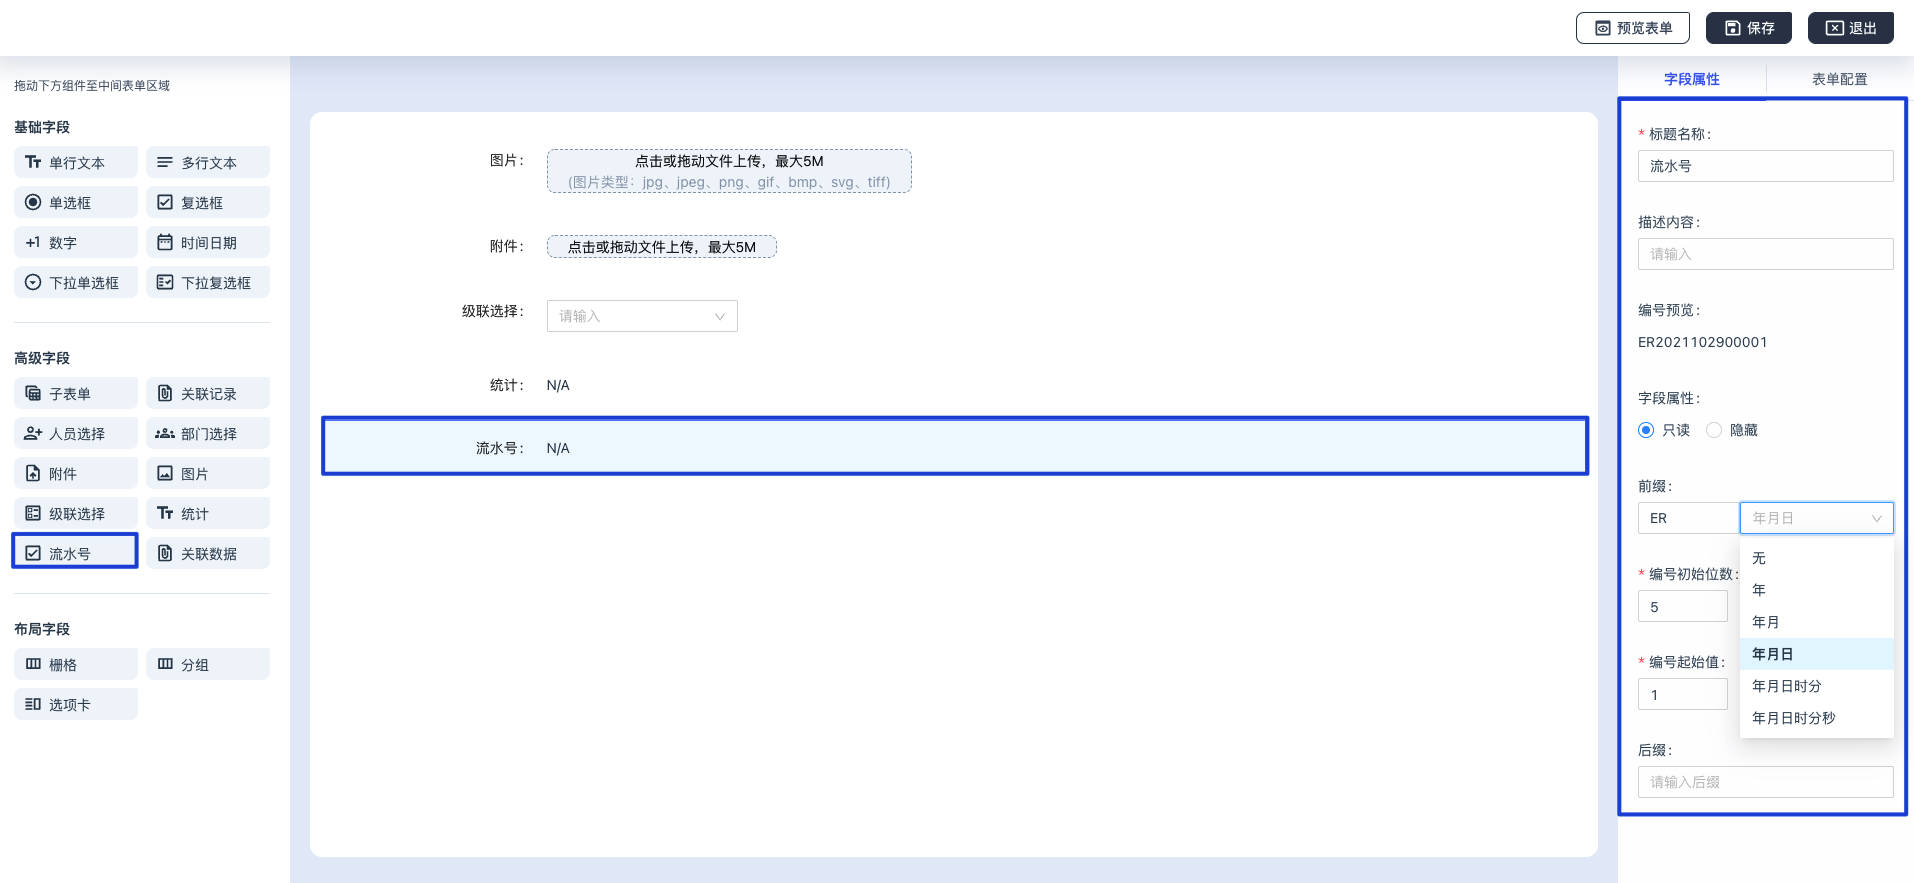 预览表单
保存
退出
拖动下方组件至中间表单区域
基础字段
单行文本
多行文本
单选框
复选框
+1 数字
时间日期
下拉单选框
下拉复选框
高级字段
子表单
关联记录
人员选择
部门选择
附件
图片
级联选择
统计
流水号
关联数据
布局字段
栅格
分组
选项卡
图片：
点击或拖动文件上传，最大5M
(图片类型：jpg、jpeg、png、gif、bmp、svg、tiff)
附件：
点击或拖动文件上传，最大5M
级联选择：
请输入
统计：
N/A
流水号：
N/A
字段属性
表单配置
* 标题名称：
流水号
描述内容：
请输入
编号预览：
ER2021102900001
字段属性：
只读
隐藏
前缀：
ER
年月日
无
年
年月
年月日
年月日时分
年月日时分秒
* 编号初始位数：
5
* 编号起始值：
1
后缀：
请输入后缀